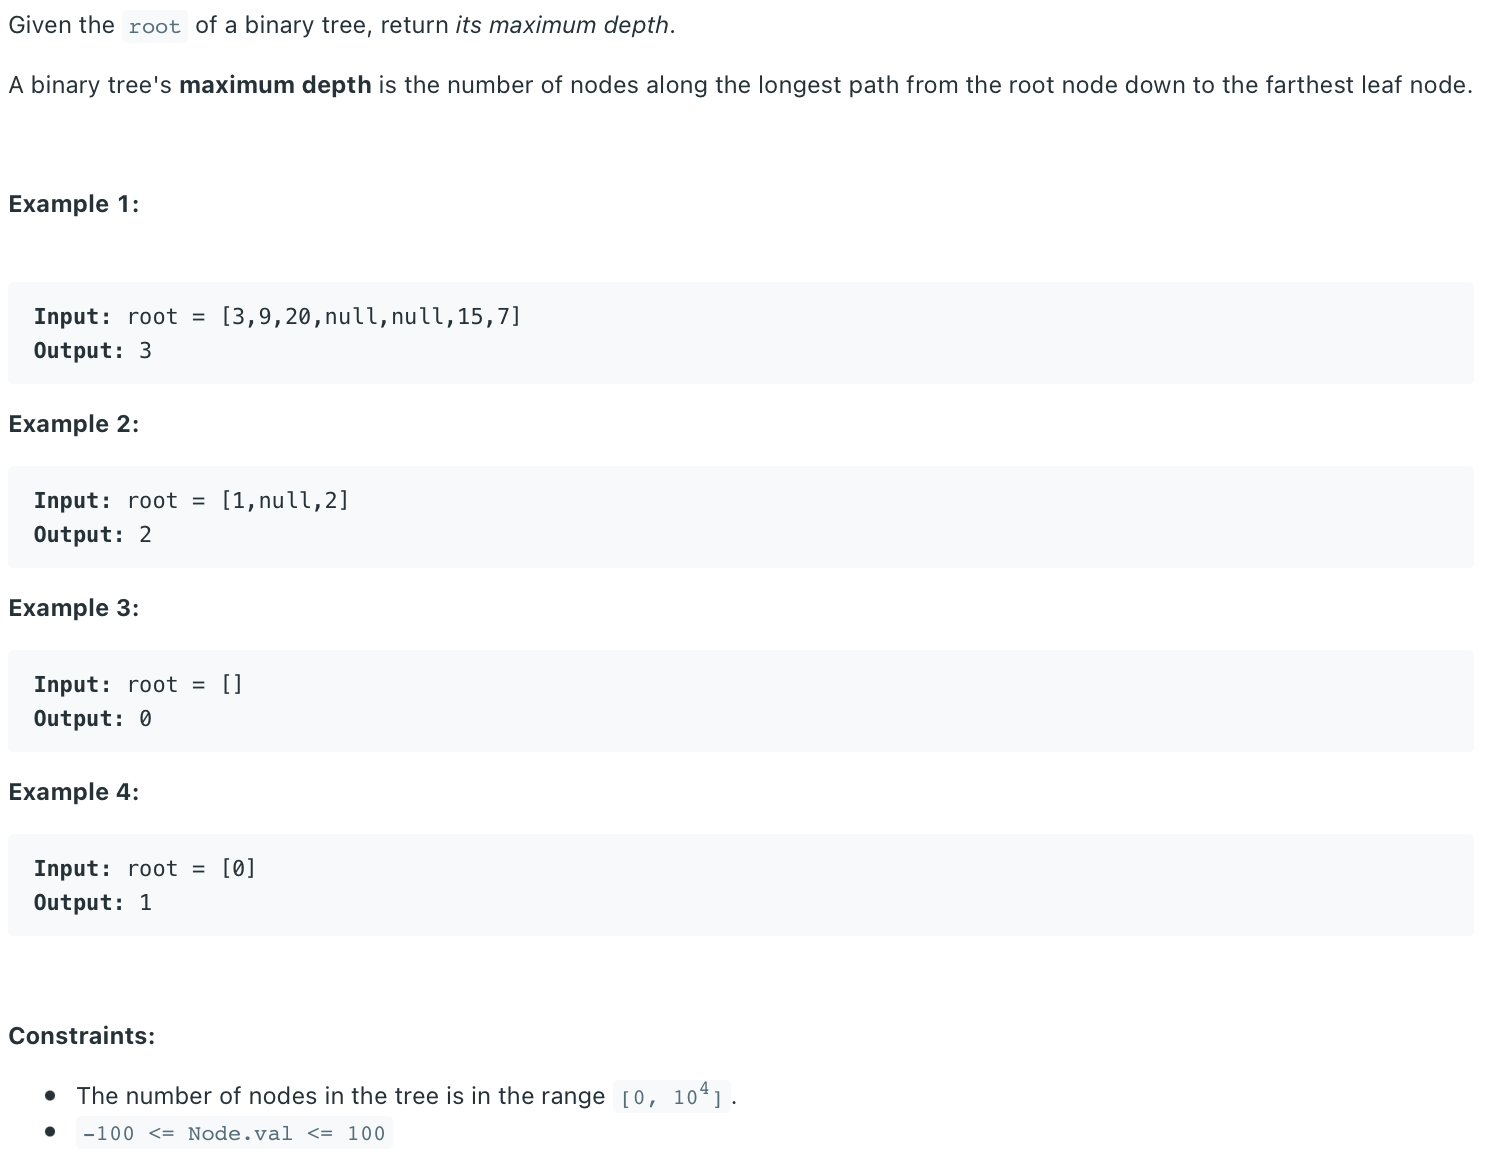 Given the root of a binary tree, return its maximum depth.
A binary tree's maximum depth is the number of nodes along the longest path from the root node down to the farthest leaf node.
Example 1:
Input: root = [3,9,20,null,null,15,7]
Output: 3
Example 2:
Input: root = [1,null,2]
Output: 2
Example 3:
Input: root = []
Output: 0
Example 4:
Input: root = [0]
Output: 1
Constraints:
• The number of nodes in the tree is in the range [0, 10⁴].
• -100 <= Node.val <= 100